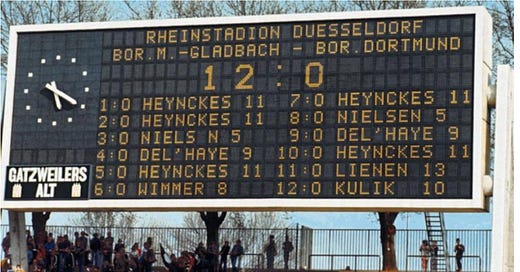 RHEINSTADION DUESSELDORF
BOR.M.-GLADBACH - BOR.DORTMUND
12:0
1:0 HEYNCKES 11 7:0 HEYNCKES 11
2:0 HEYNCKES 11 8:0 NIELSEN 5
3:0 NIELS N 5 9:0 DEL'HAYE 9
4:0 DEL'HAYE 9 10:0 HEYNCKES 11
5:0 HEYNCKES 11 11:0 LIENEN 13
6:0 WIMMER 8 12:0 KULIK 10
GATZWEILERS
ALT